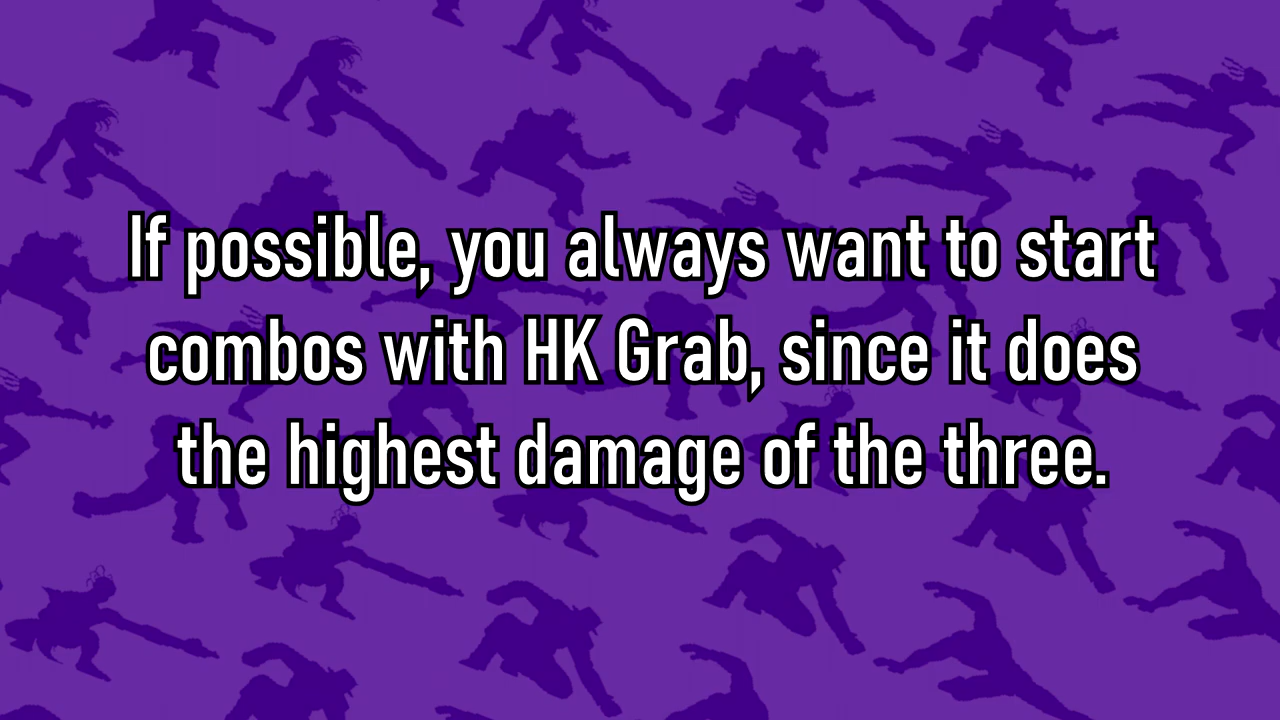 If possible, you always want to start
combos with HK Grab, since it does
the highest damage of the three.